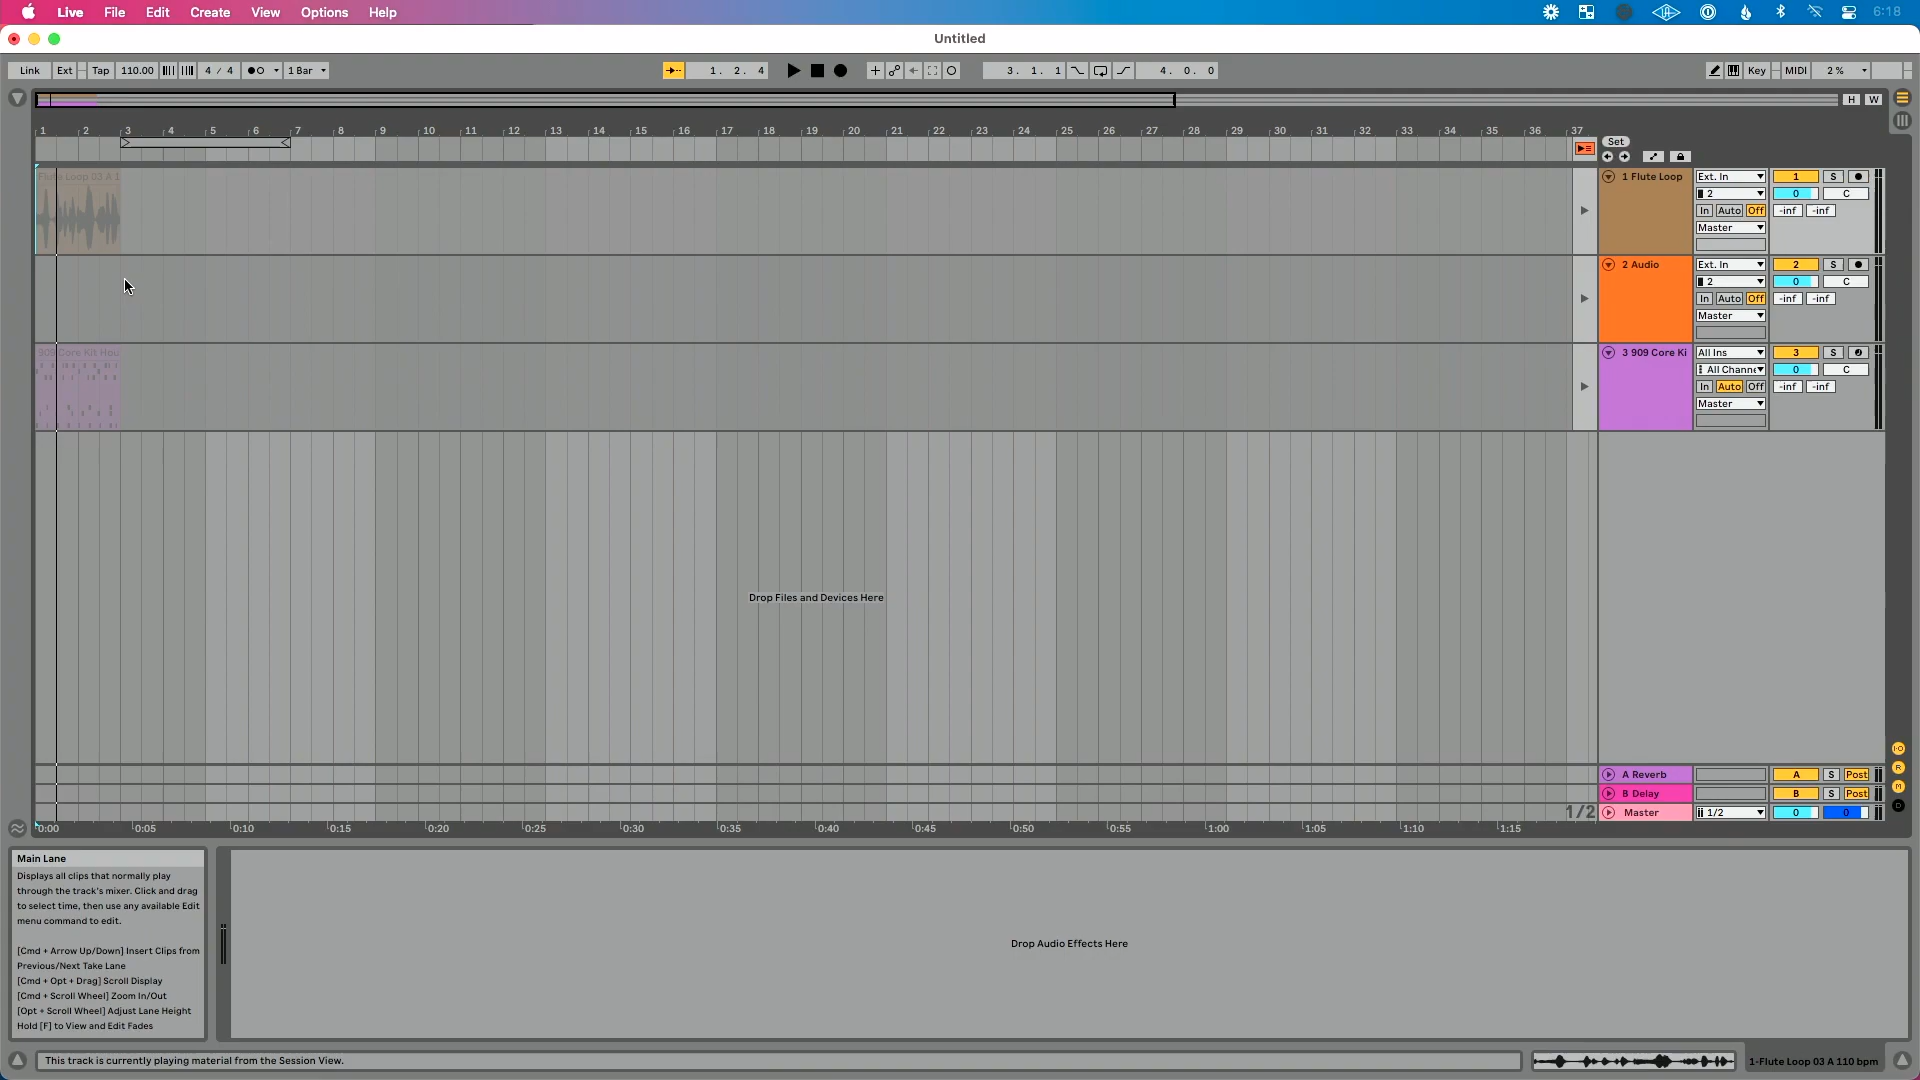 Live File Edit Create View Options Help 6:18
Untitled
Link Ext Tap 110.00 4 / 4 1 Bar 1. 2. 4 3. 1. 1 4. 0. 0 Key MIDI 2 %
H W
1 2 3 4 5 6 7 8 9 10 11 12 13 14 15 16 17 18 19 20 21 22 23 24 25 26 27 28 29 30 31 32 33 34 35 36 37
Set
Flute Loop 03 A 1
1 Flute Loop Ext. In 1 S
2 0 C
In Auto Off -inf -inf
Master
2 Audio Ext. In 2 S
2 0 C
In Auto Off -inf -inf
Master
909 Core Kit Hou
3 909 Core Ki All Ins 3 S
All Channe 0 C
In Auto Off -inf -inf
Master
Drop Files and Devices Here
A Reverb A S Post
B Delay B S Post
1/2 Master 1/2 0 0
0:00 0:05 0:10 0:15 0:20 0:25 0:30 0:35 0:40 0:45 0:50 0:55 1:00 1:05 1:10 1:15
Main Lane
Displays all clips that normally play
through the track's mixer. Click and drag
to select time, then use any available Edit
menu command to edit.
[Cmd + Arrow Up/Down] Insert Clips from
Previous/Next Take Lane
[Cmd + Opt + Drag] Scroll Display
[Cmd + Scroll Wheel] Zoom In/Out
[Opt + Scroll Wheel] Adjust Lane Height
Hold [F] to View and Edit Fades
Drop Audio Effects Here
This track is currently playing material from the Session View.
1-Flute Loop 03 A 110 bpm